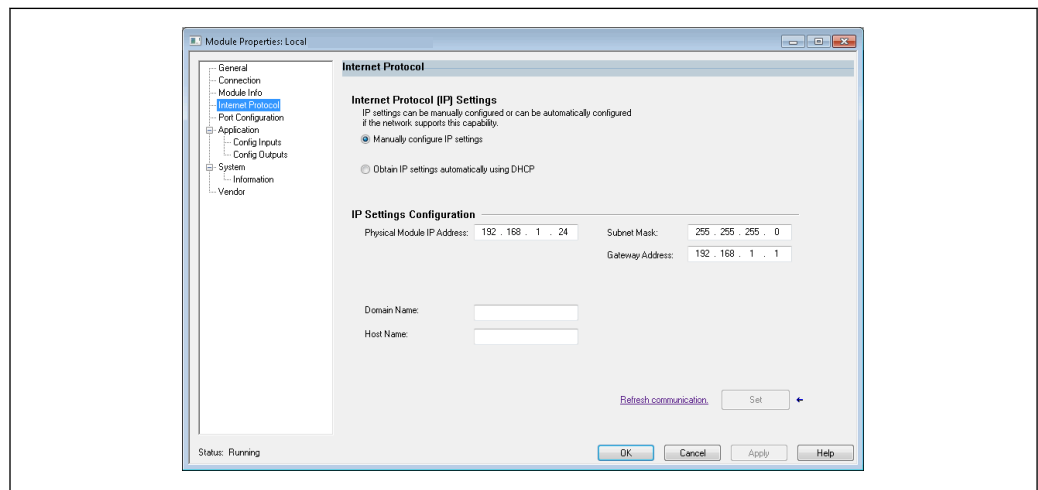 Module Properties: Local
General
Connection
Module Info
Internet Protocol
Port Configuration
Application
Config Inputs
Config Outputs
System
Information
Vendor
Internet Protocol
Internet Protocol (IP) Settings
IP settings can be manually configured or can be automatically configured
if the network supports this capability.
Manually configure IP settings
Obtain IP settings automatically using DHCP
IP Settings Configuration
Physical Module IP Address: 192 . 168 . 1 . 24 Subnet Mask: 255 . 255 . 255 . 0
Gateway Address: 192 . 168 . 1 . 1
Domain Name:
Host Name:
Refresh communication. Set
Status: Running OK Cancel Apply Help